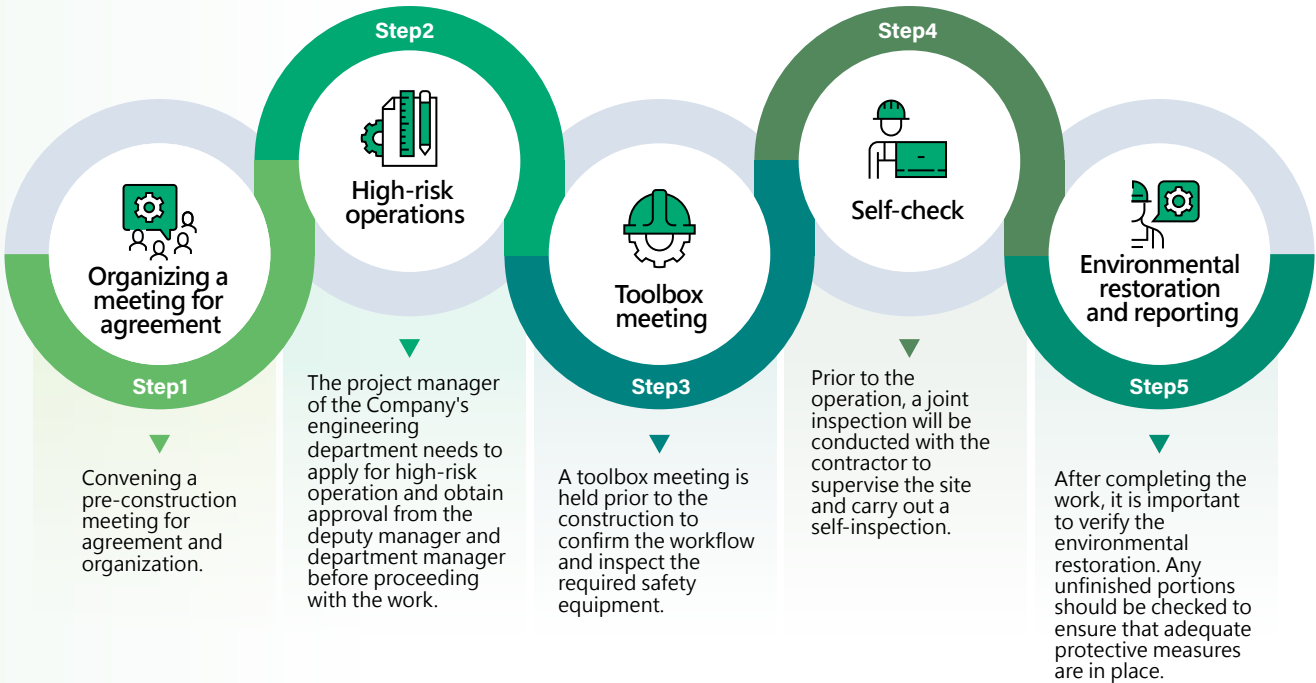 Step1
Organizing a
meeting for
agreement
Convening a
pre-construction
meeting for
agreement and
organization.
Step2
High-risk
operations
The project manager
of the Company's
engineering
department needs to
apply for high-risk
operation and obtain
approval from the
deputy manager and
department manager
before proceeding
with the work.
Step3
Toolbox
meeting
A toolbox meeting is
held prior to the
construction to
confirm the workflow
and inspect the
required safety
equipment.
Step4
Self-check
Prior to the
operation, a joint
inspection will be
conducted with the
contractor to
supervise the site
and carry out a
self-inspection.
Step5
Environmental
restoration
and reporting
After completing the
work, it is important
to verify the
environmental
restoration. Any
unfinished portions
should be checked to
ensure that adequate
protective measures
are in place.